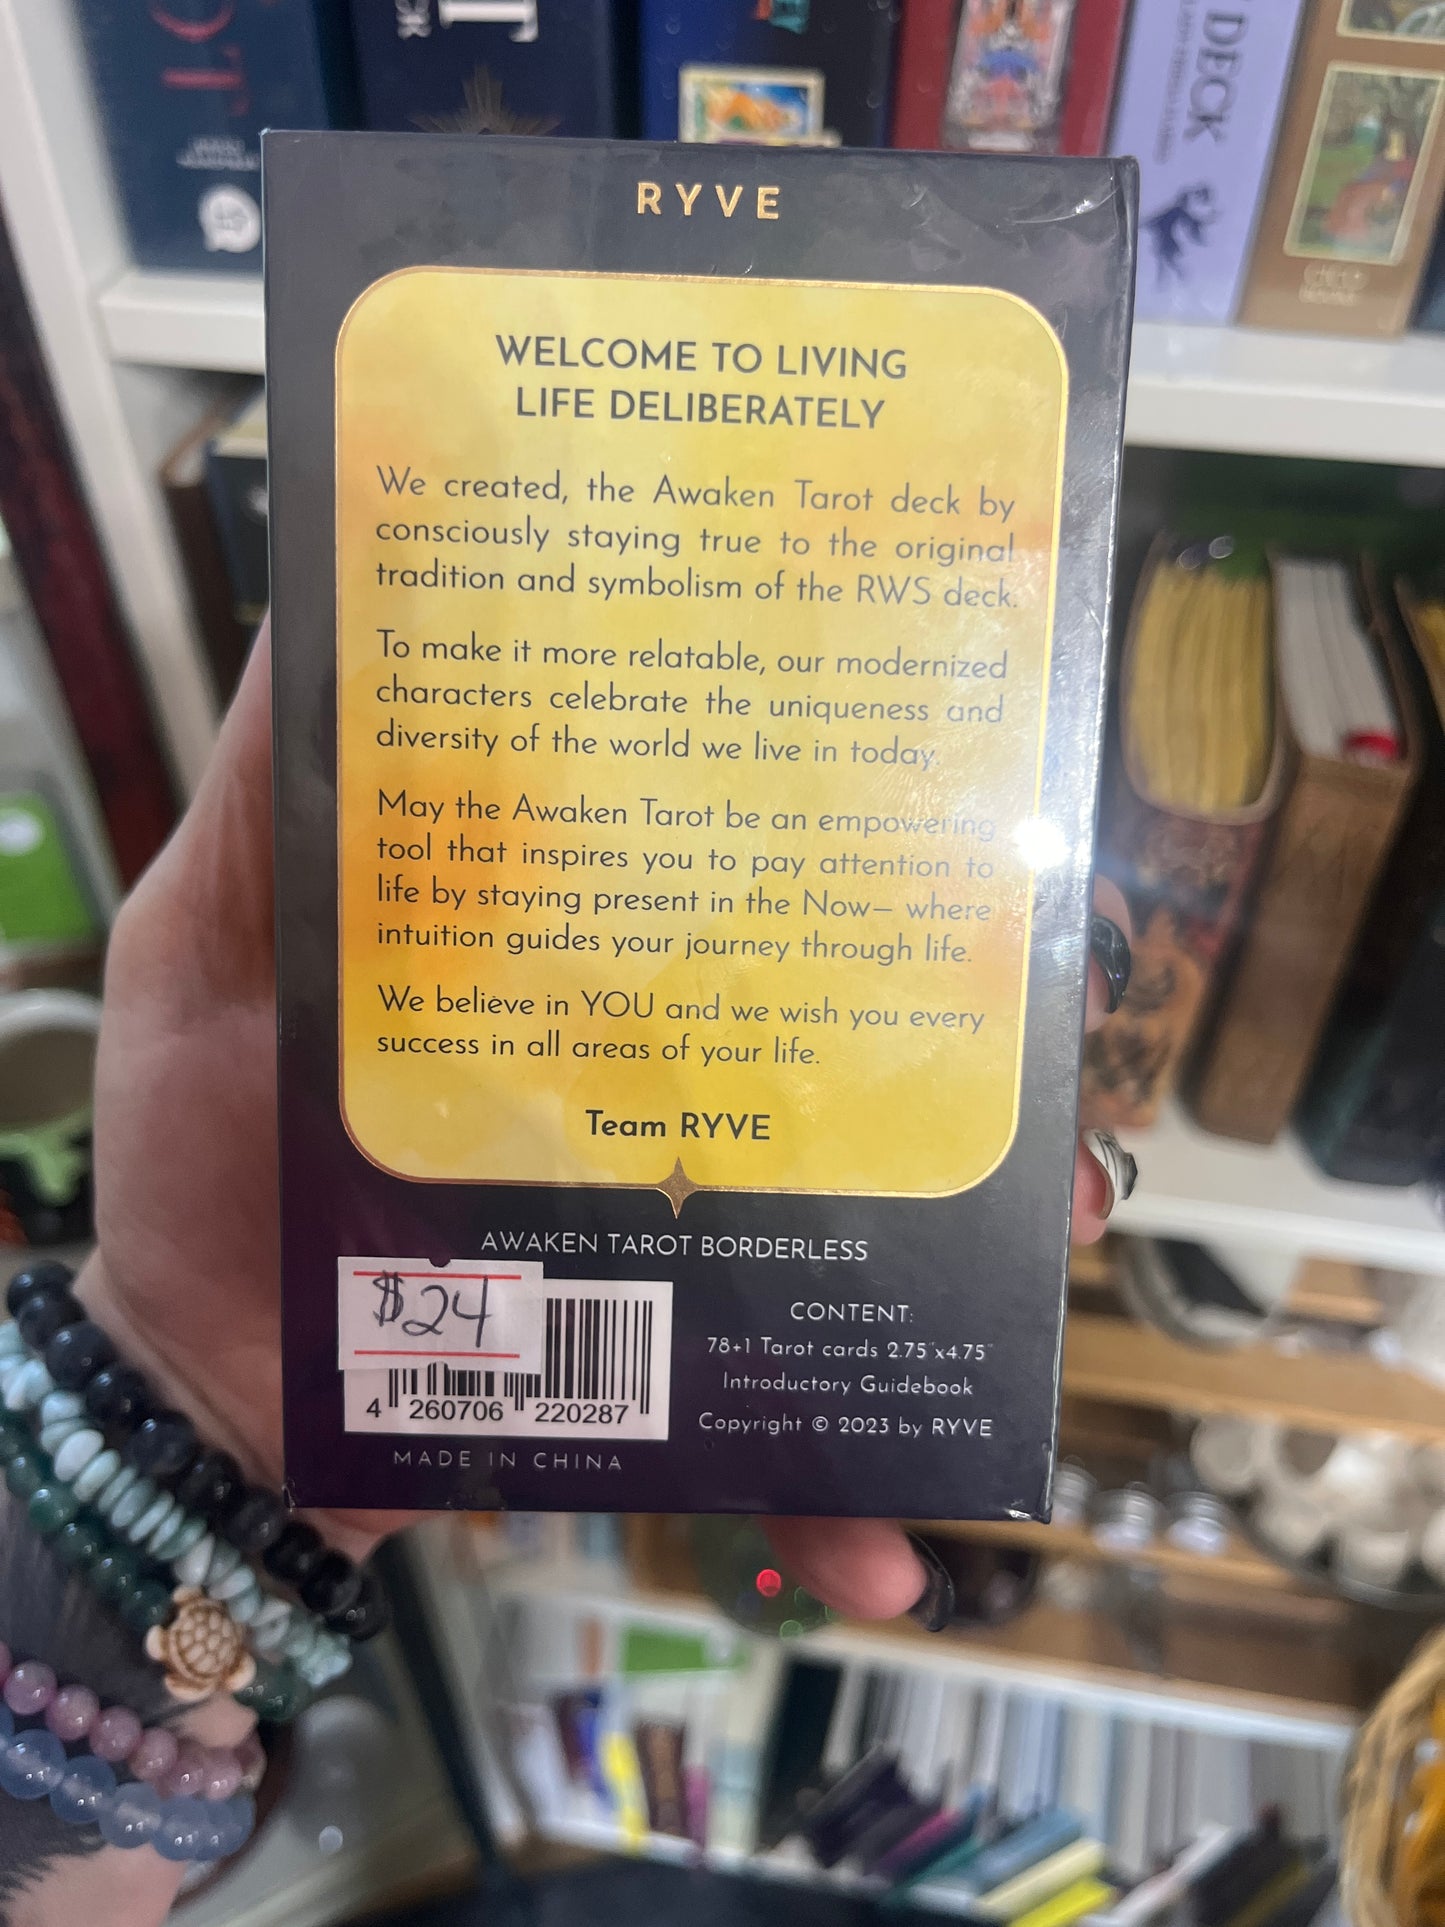 DECK
RYVE
WELCOME TO LIVING
LIFE DELIBERATELY
We created, the Awaken Tarot deck by
consciously staying true to the original
tradition and symbolism of the RWS deck.
To make it more relatable, our modernized
characters celebrate the uniqueness and
diversity of the world we live in today.
May the Awaken Tarot be an empowering
tool that inspires you to pay attention to
life by staying present in the Now— where
intuition guides your journey through life.
We believe in YOU and we wish you every
success in all areas of your life.
Team RYVE
AWAKEN TAROT BORDERLESS
$24
4 260706 220287
MADE IN CHINA
CONTENT:
78+1 Tarot cards 2.75"x4.75"
Introductory Guidebook
Copyright © 2023 by RYVE